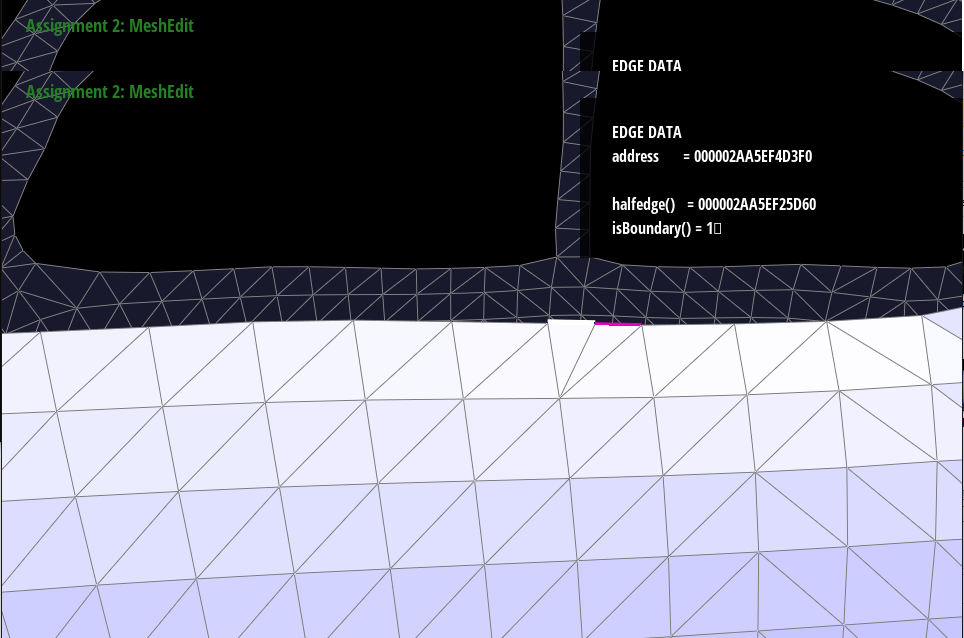 Assignment 2: MeshEdit
EDGE DATA
Assignment 2: MeshEdit
EDGE DATA
address = 000002AA5EF4D3F0
halfedge() = 000002AA5EF25D60
isBoundary() = 1